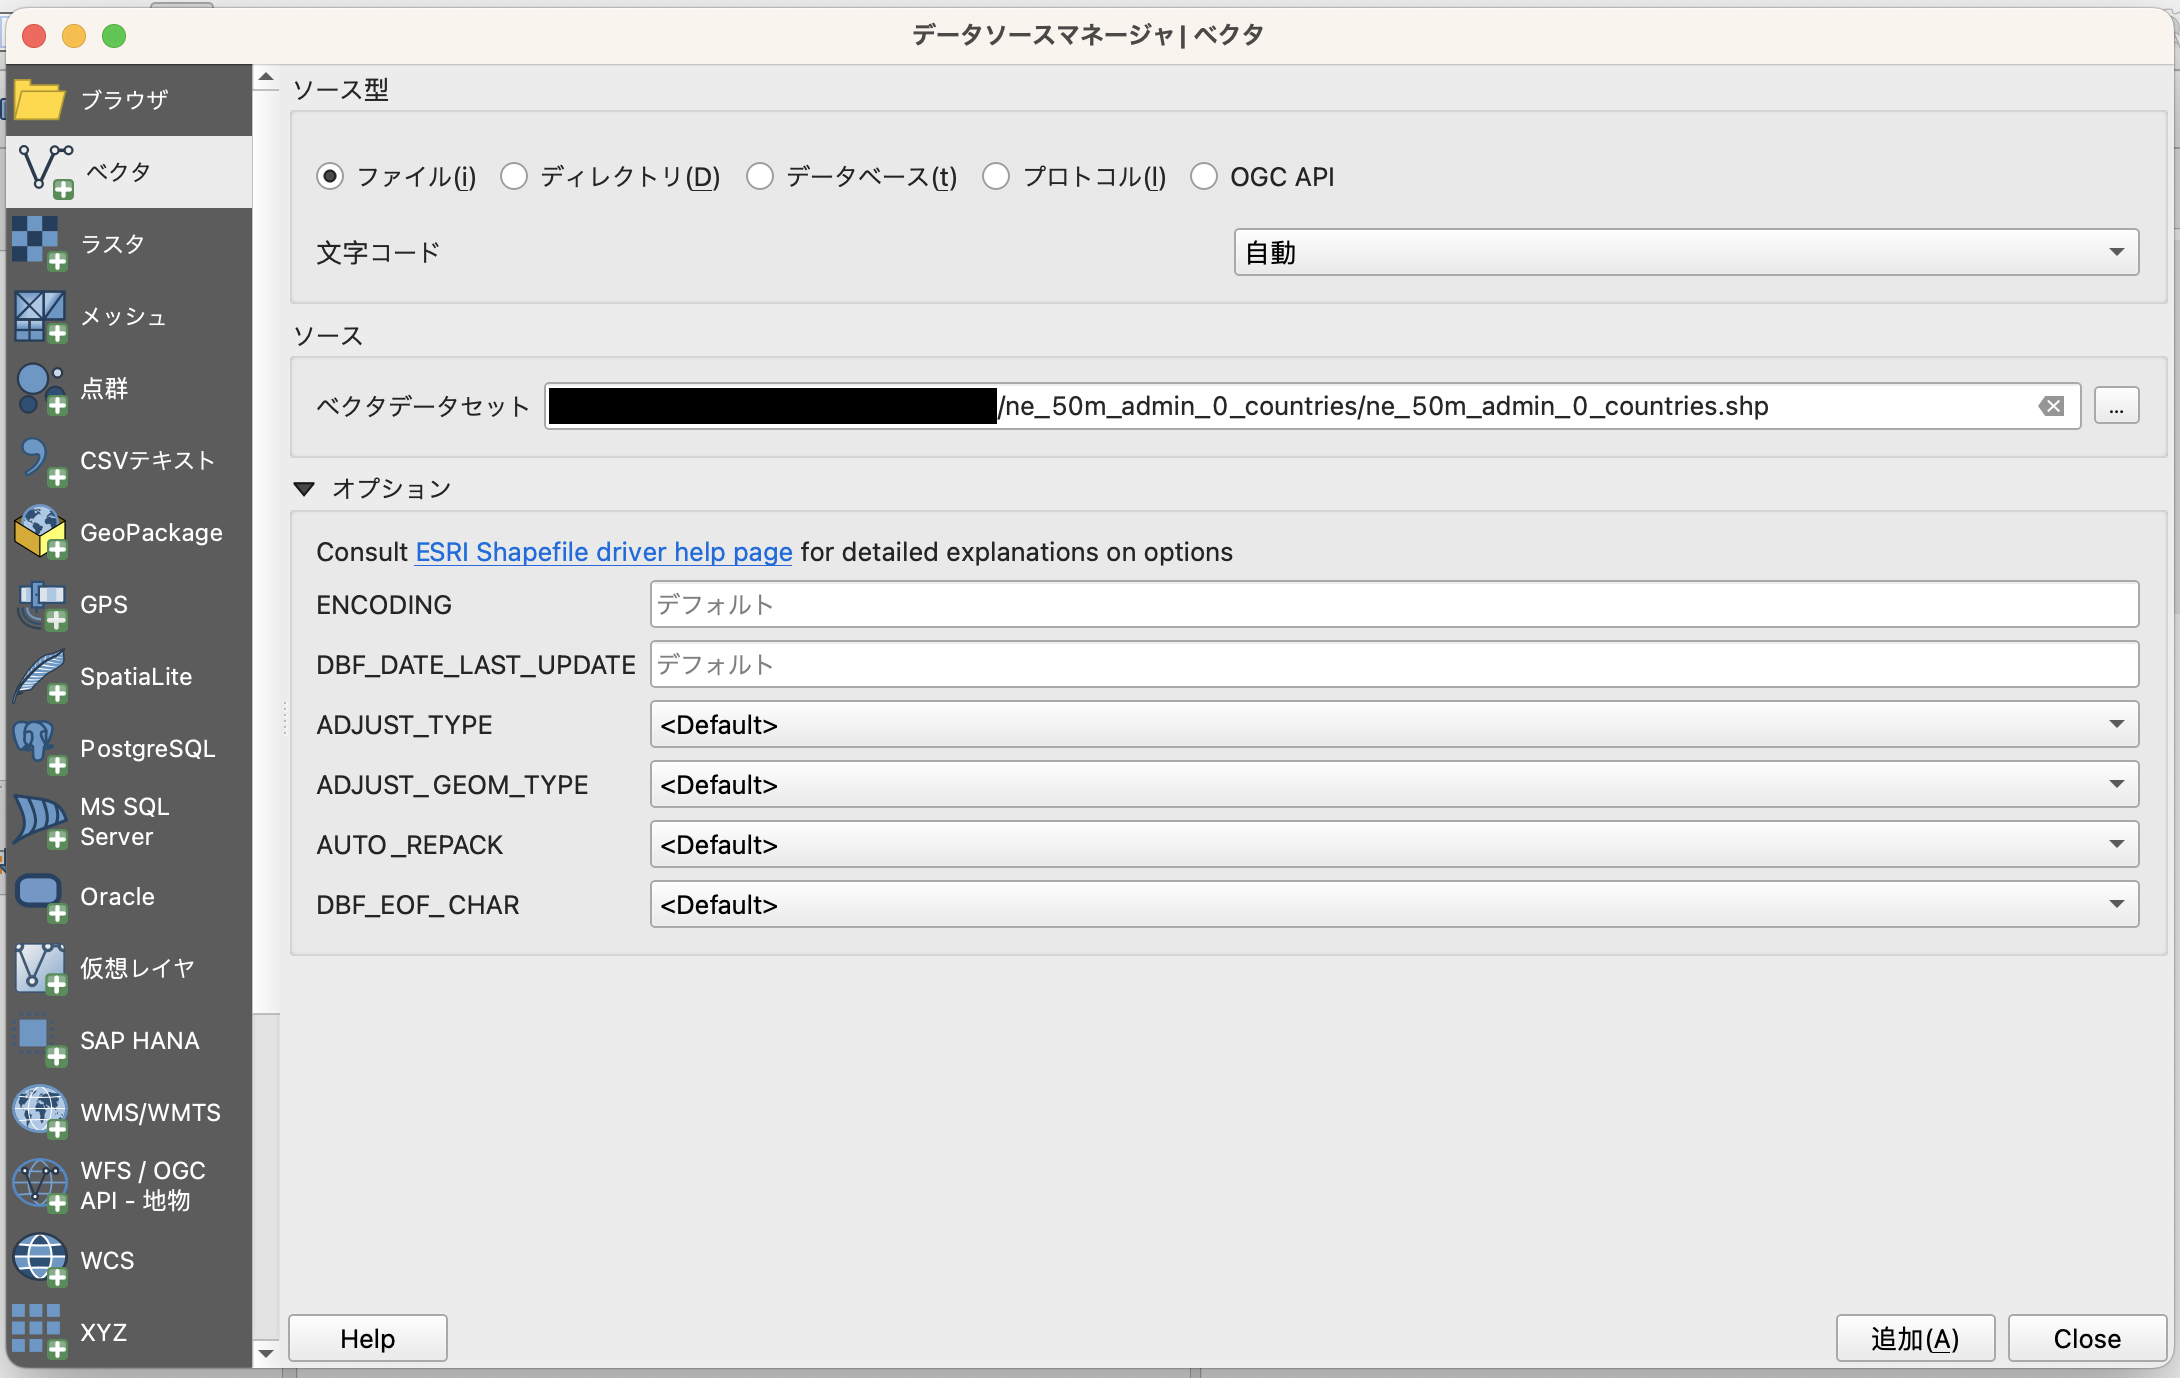 データソースマネージャ | ベクタ
ブラウザ
ベクタ
ラスタ
メッシュ
点群
CSVテキスト
GeoPackage
GPS
SpatiaLite
PostgreSQL
MS SQL
Server
Oracle
仮想レイヤ
SAP HANA
WMS/WMTS
WFS / OGC
API - 地物
WCS
XYZ
ソース型
ファイル(i) ディレクトリ(D) データベース(t) プロトコル(l) OGC API
文字コード 自動
ソース
ベクタデータセット /ne_50m_admin_0_countries/ne_50m_admin_0_countries.shp ...
オプション
Consult ESRI Shapefile driver help page for detailed explanations on options
ENCODING デフォルト
DBF_DATE_LAST_UPDATE デフォルト
ADJUST_TYPE <Default>
ADJUST_GEOM_TYPE <Default>
AUTO_REPACK <Default>
DBF_EOF_CHAR <Default>
Help 追加(A) Close